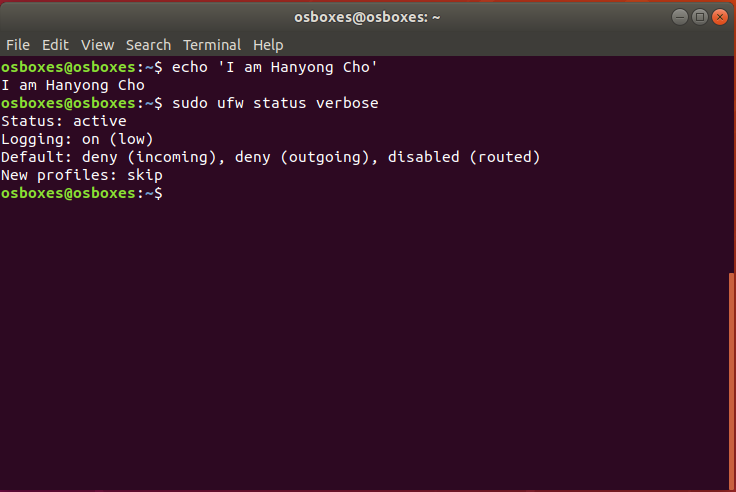 osboxes@osboxes: ~
File Edit View Search Terminal Help
osboxes@osboxes:~$ echo 'I am Hanyong Cho'
I am Hanyong Cho
osboxes@osboxes:~$ sudo ufw status verbose
Status: active
Logging: on (low)
Default: deny (incoming), deny (outgoing), disabled (routed)
New profiles: skip
osboxes@osboxes:~$